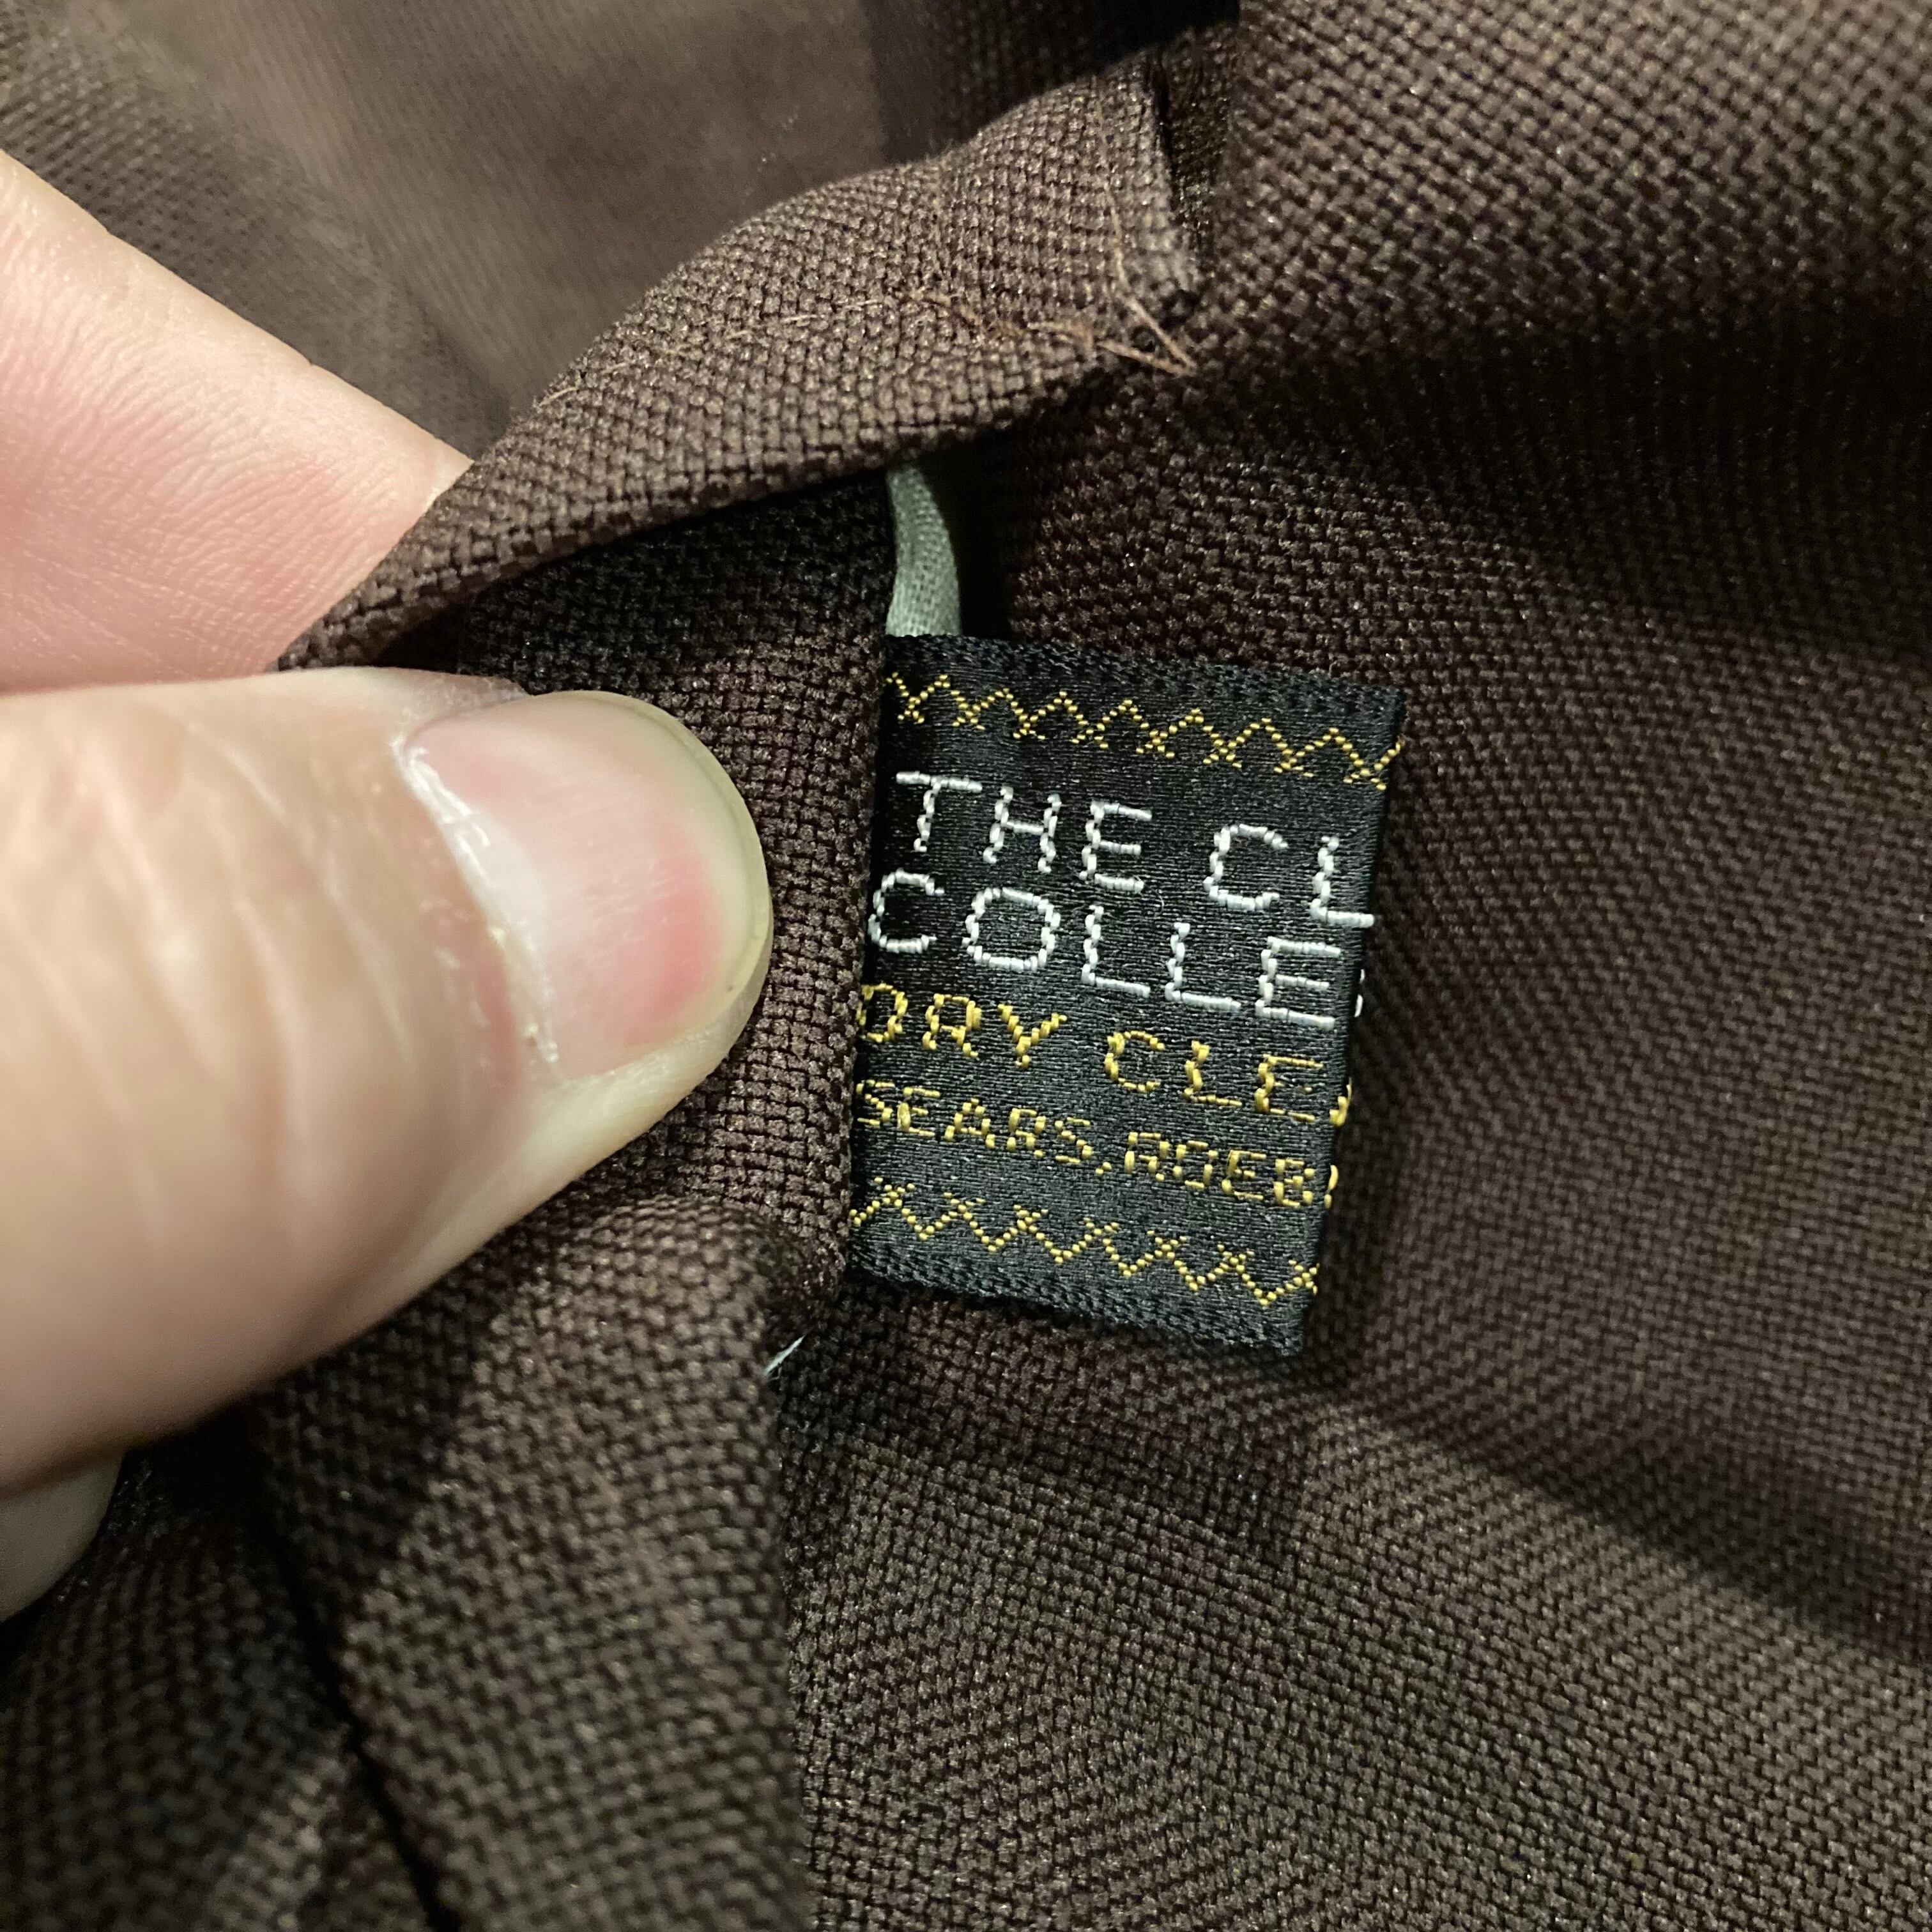 THE CL
COLLE
DRY CLE
SEARS, ROEB